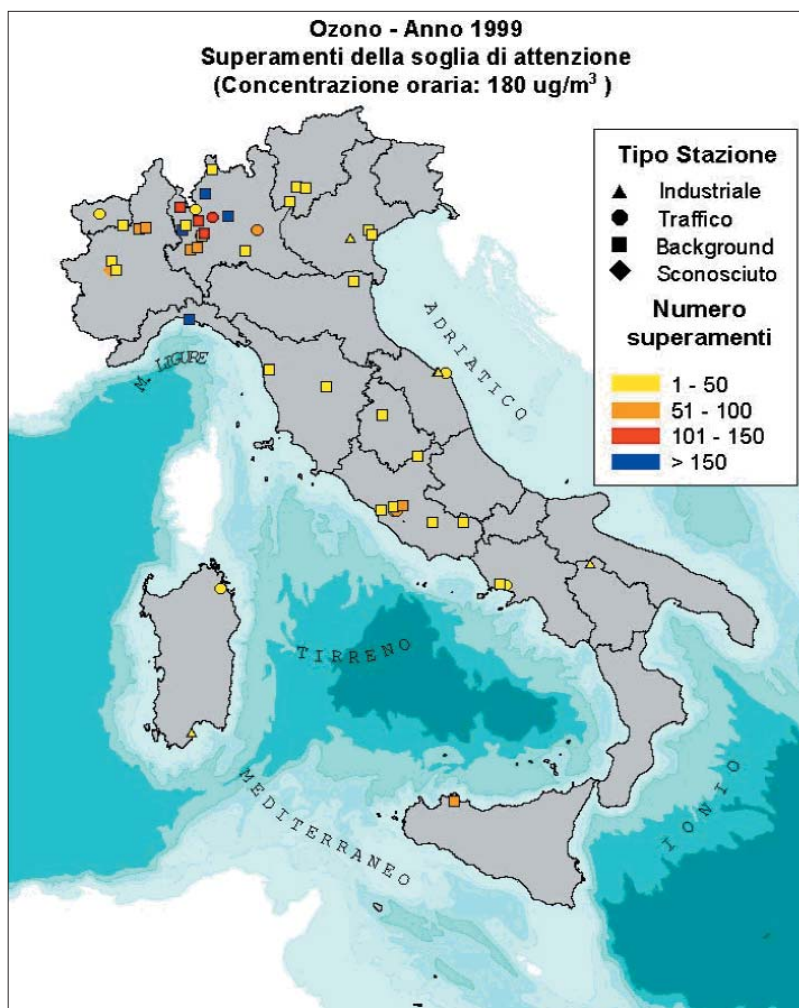 Ozono - Anno 1999
Superamenti della soglia di attenzione
(Concentrazione oraria: 180 ug/m³ )
Tipo Stazione
Industriale
Traffico
Background
Sconosciuto
Numero
superamenti
1 - 50
51 - 100
101 - 150
> 150
ADRIATICO
M. LIGURE
TIRRENO
MEDITERRANEO
IONIO